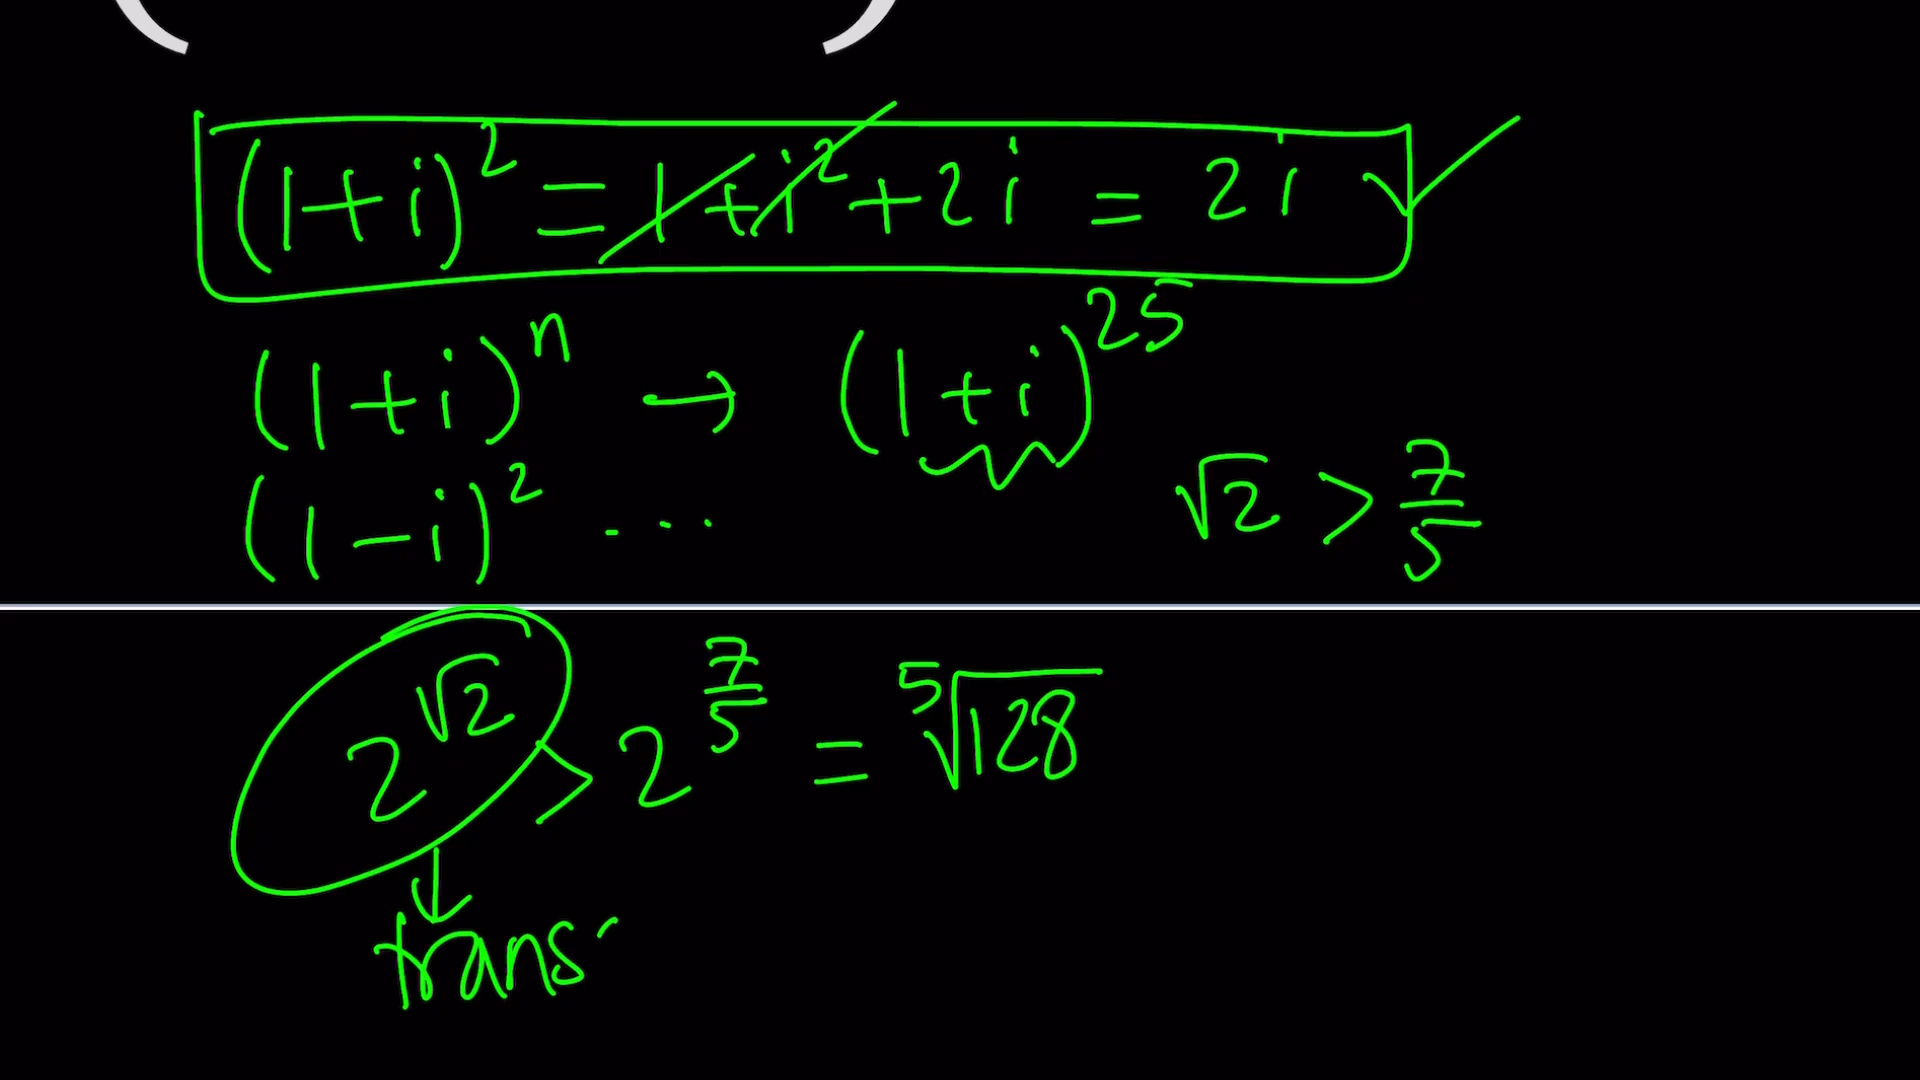 (1+i)² = 1+i²+2i = 2i
(1+i)ⁿ → (1+i)²⁵
(1-i)² ...
√2 > 7/5
2^√2 > 2^(7/5) = ⁵√128
trans